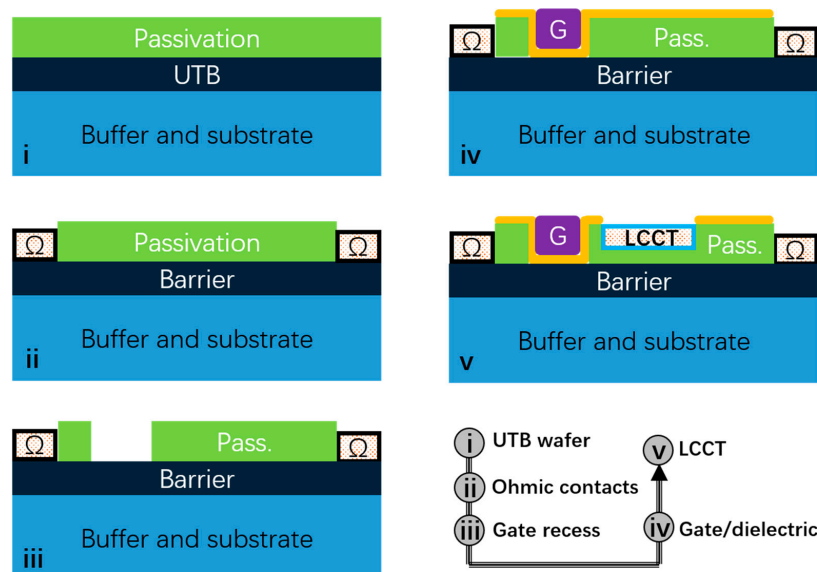 Passivation
UTB
Buffer and substrate
i
Ω Passivation Ω
Barrier
Buffer and substrate
ii
Ω Pass. Ω
Barrier
Buffer and substrate
iii
Ω G Pass. Ω
Barrier
Buffer and substrate
iv
Ω G LCCT Pass. Ω
Barrier
Buffer and substrate
v
i UTB wafer
ii Ohmic contacts
iii Gate recess
iv Gate/dielectric
v LCCT